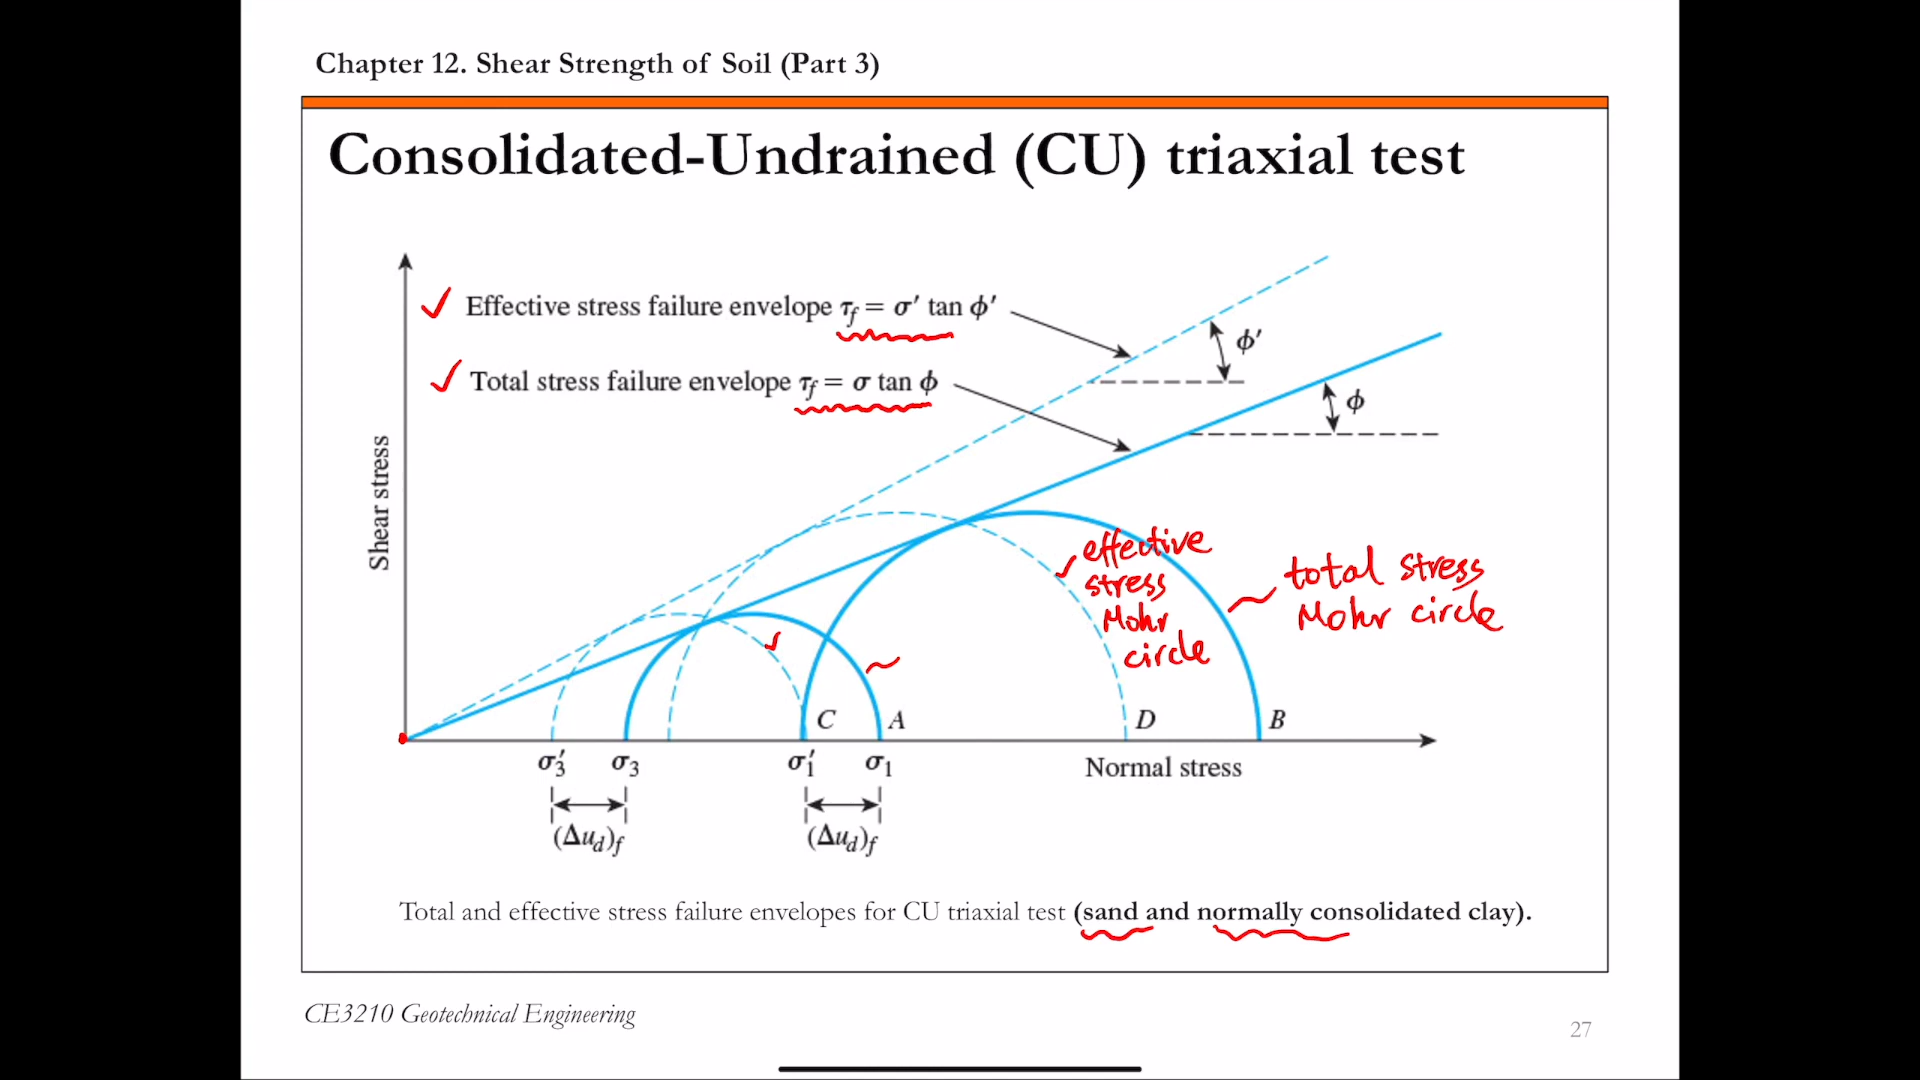 Chapter 12. Shear Strength of Soil (Part 3)
Consolidated-Undrained (CU) triaxial test
Effective stress failure envelope τf = σ′ tan ϕ′
ϕ′
Total stress failure envelope τf = σ tan ϕ
ϕ
Shear stress
effective
stress
Mohr
circle
total stress
Mohr circle
C
A
D
B
σ3′
σ3
σ1′
σ1
Normal stress
(Δud)f
(Δud)f
Total and effective stress failure envelopes for CU triaxial test (sand and normally consolidated clay).
CE3210 Geotechnical Engineering
27